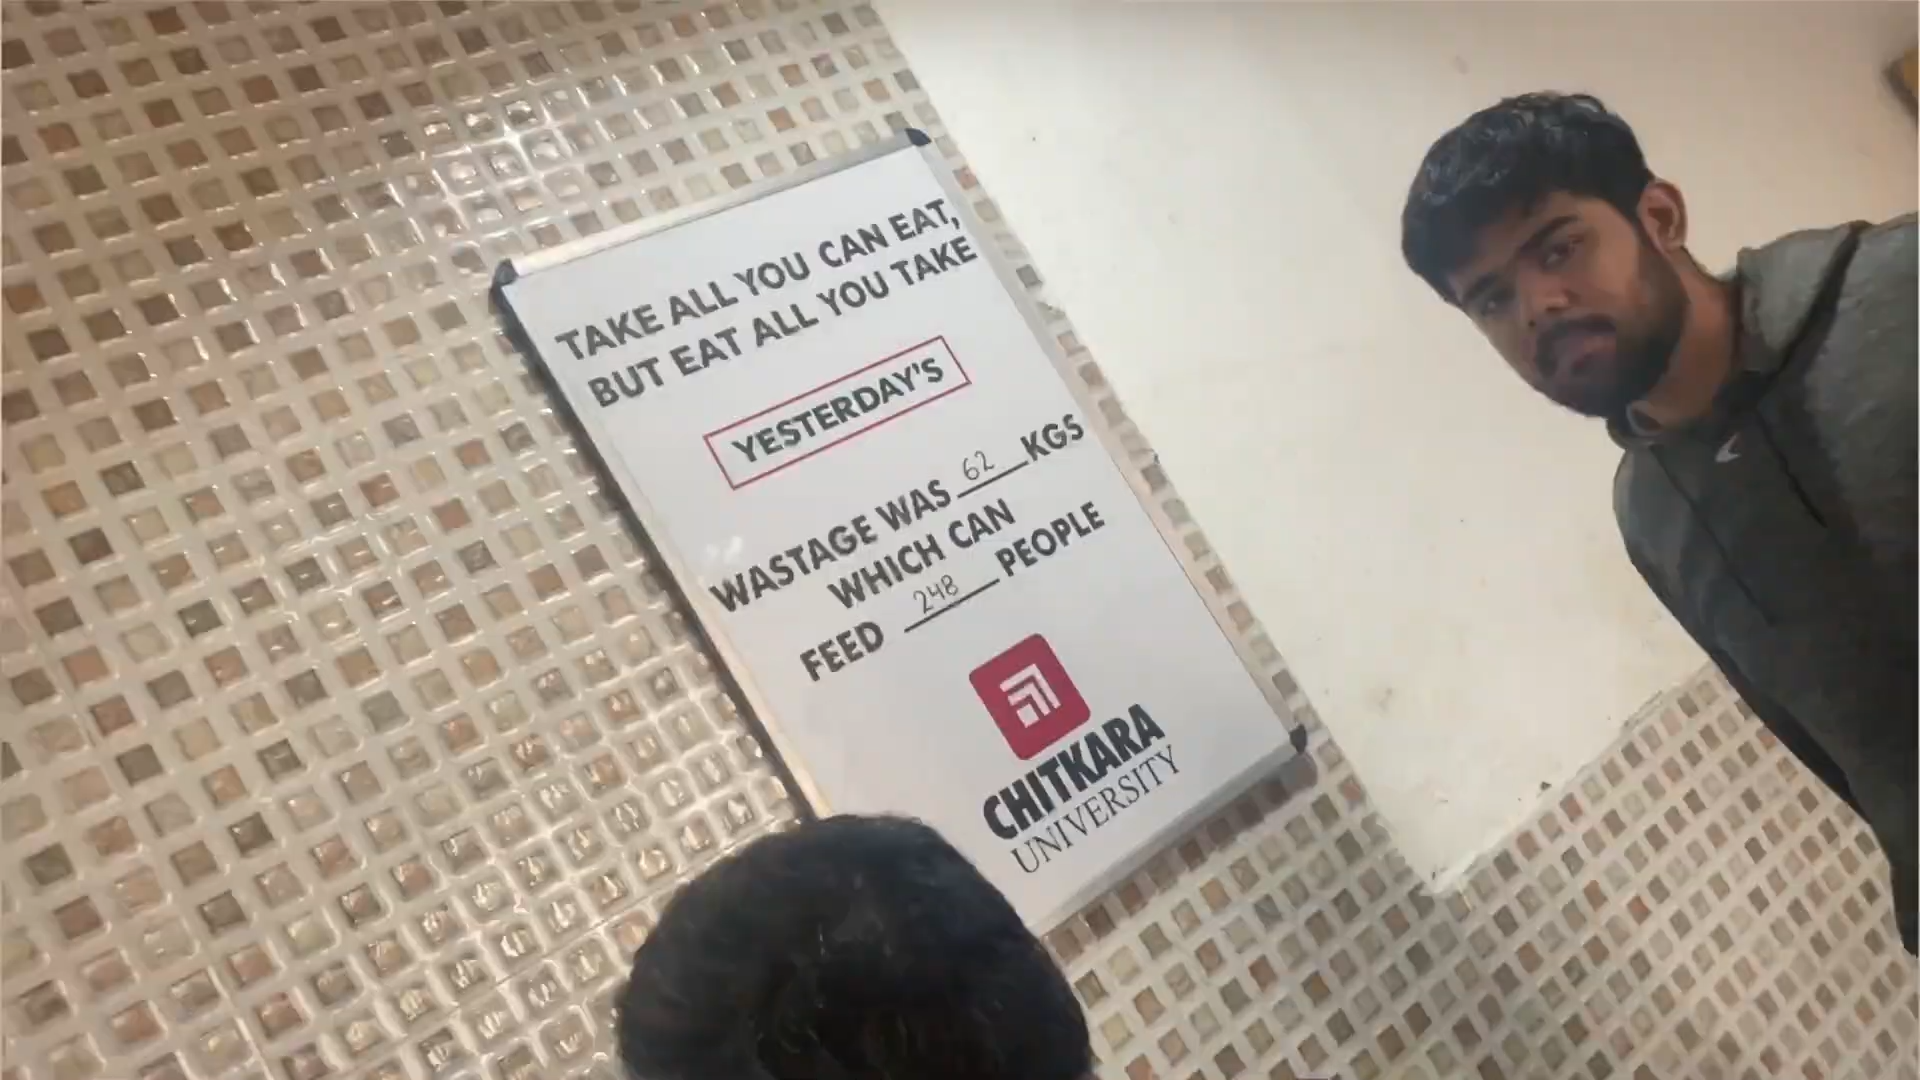 TAKE ALL YOU CAN EAT,
BUT EAT ALL YOU TAKE
YESTERDAY'S
WASTAGE WAS 62 KGS
WHICH CAN
FEED 248 PEOPLE
CHITKARA
UNIVERSITY